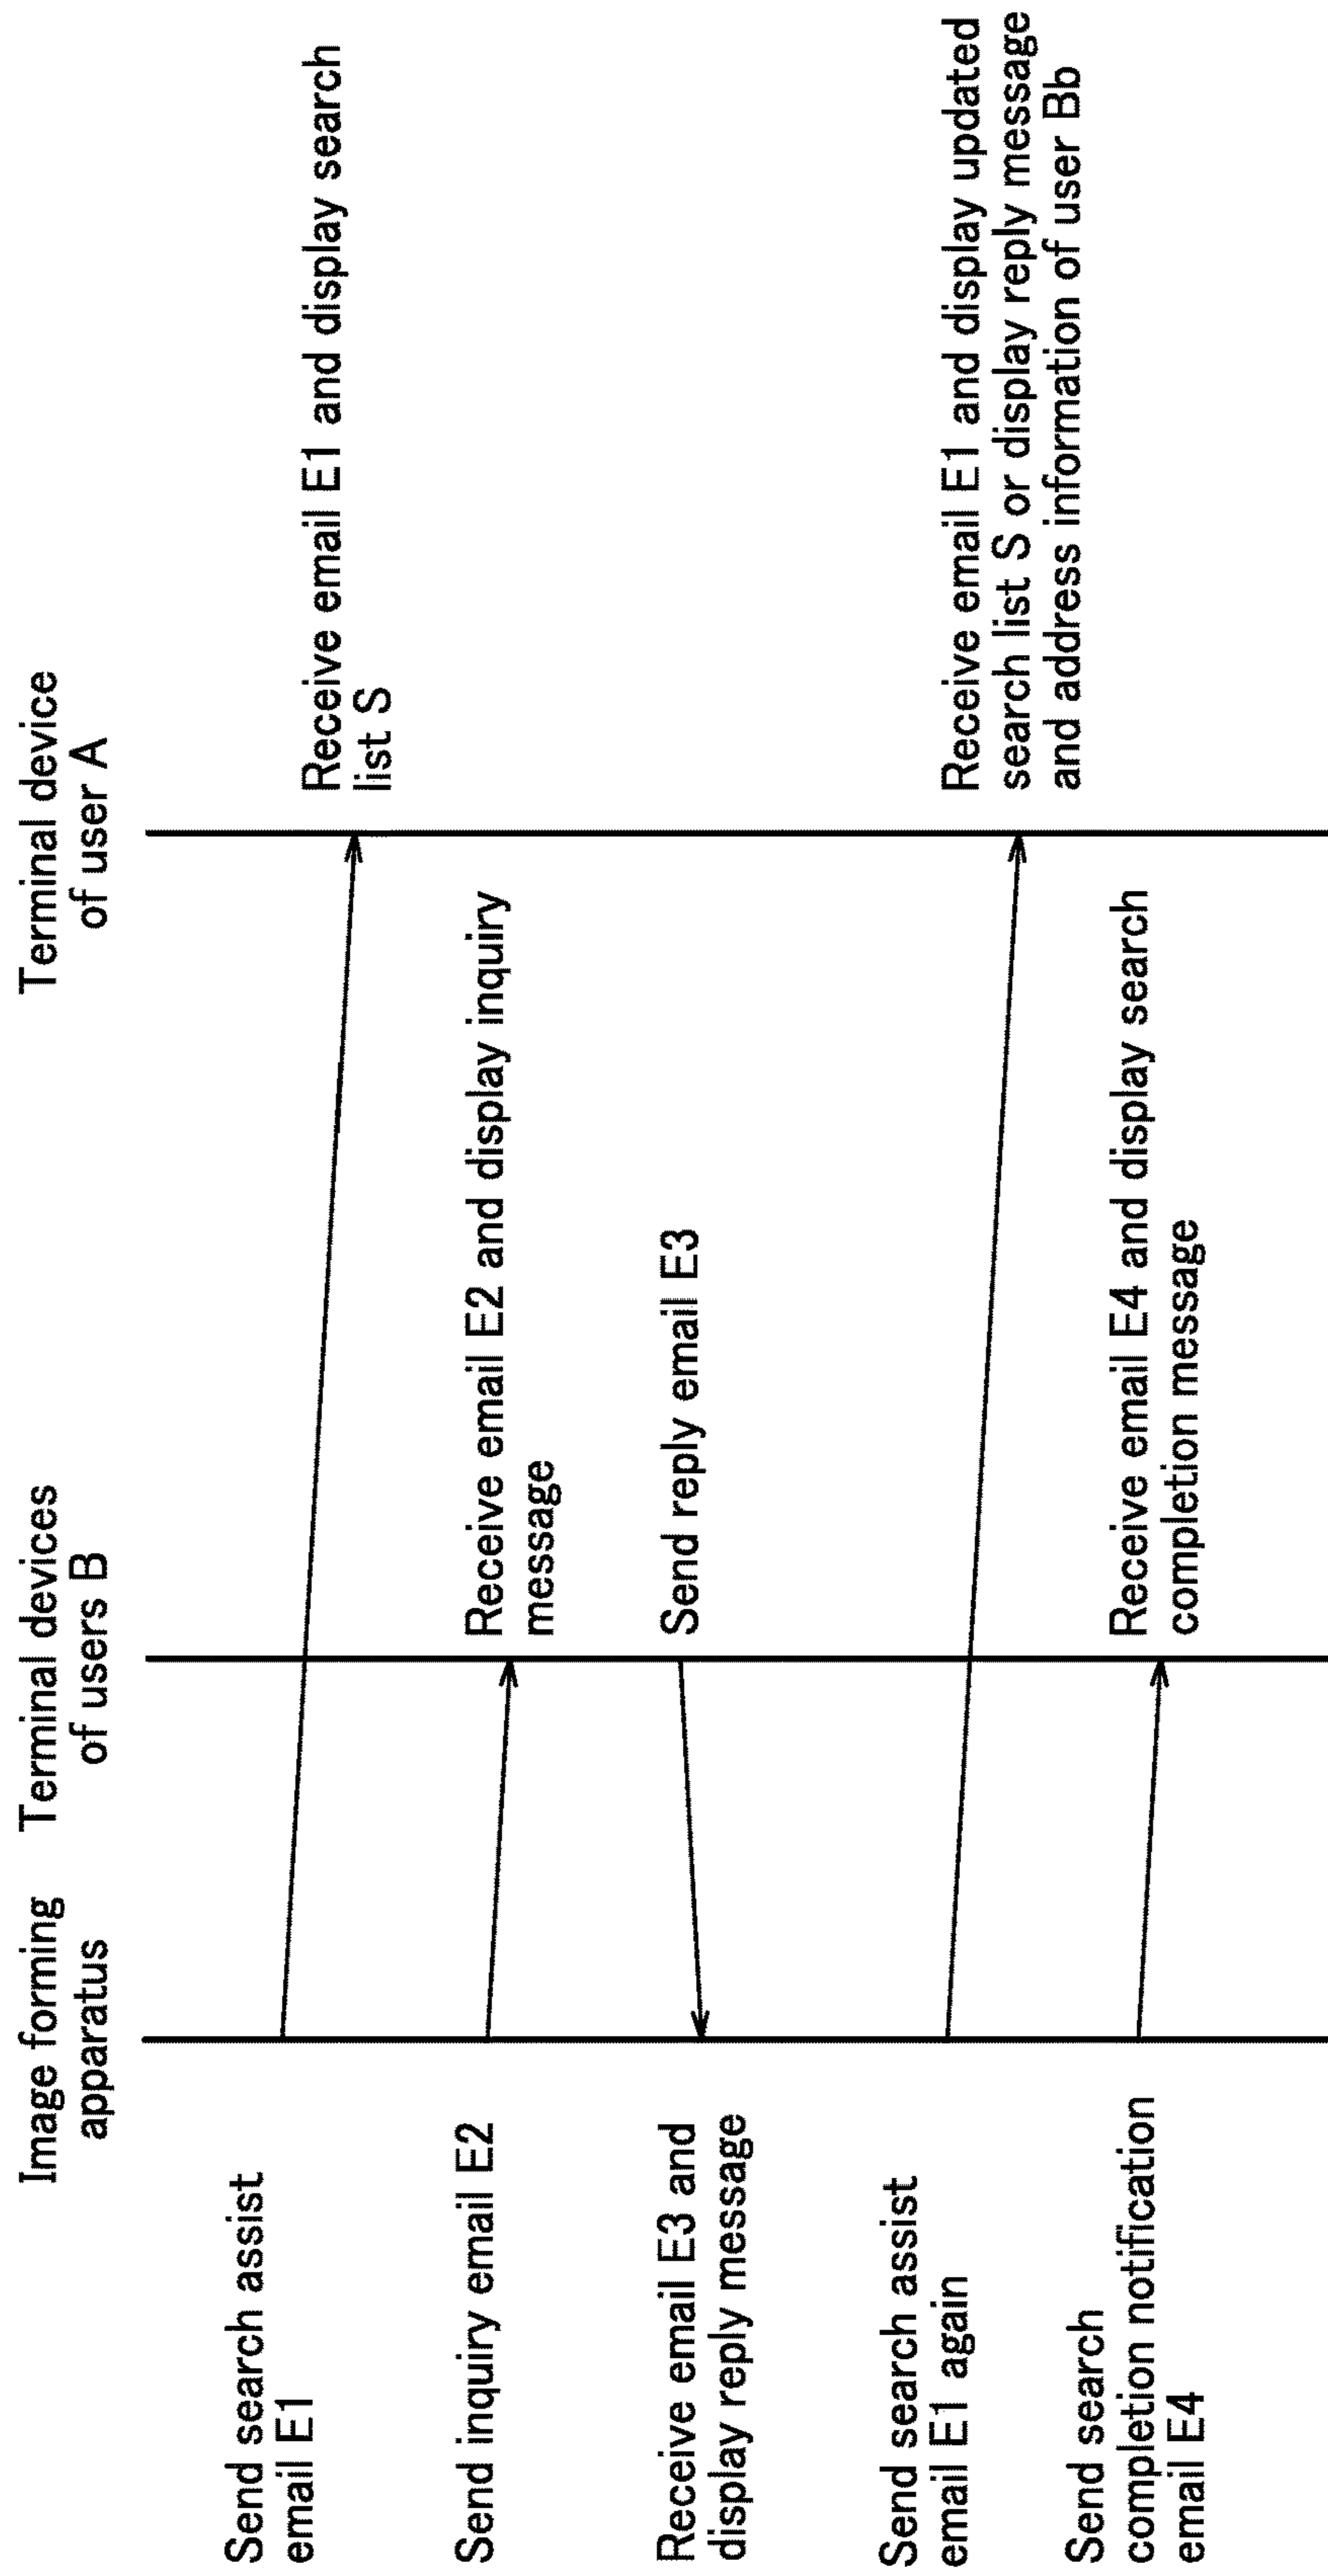 Image forming
apparatus
Terminal devices
of users B
Terminal device
of user A
Send search assist
email E1
Receive email E1 and display search
list S
Send inquiry email E2
Receive email E2 and display inquiry
message
Send reply email E3
Receive email E3 and
display reply message
Send search assist
email E1 again
Receive email E1 and display updated
search list S or display reply message
and address information of user Bb
Send search
completion notification
email E4
Receive email E4 and display search
completion message